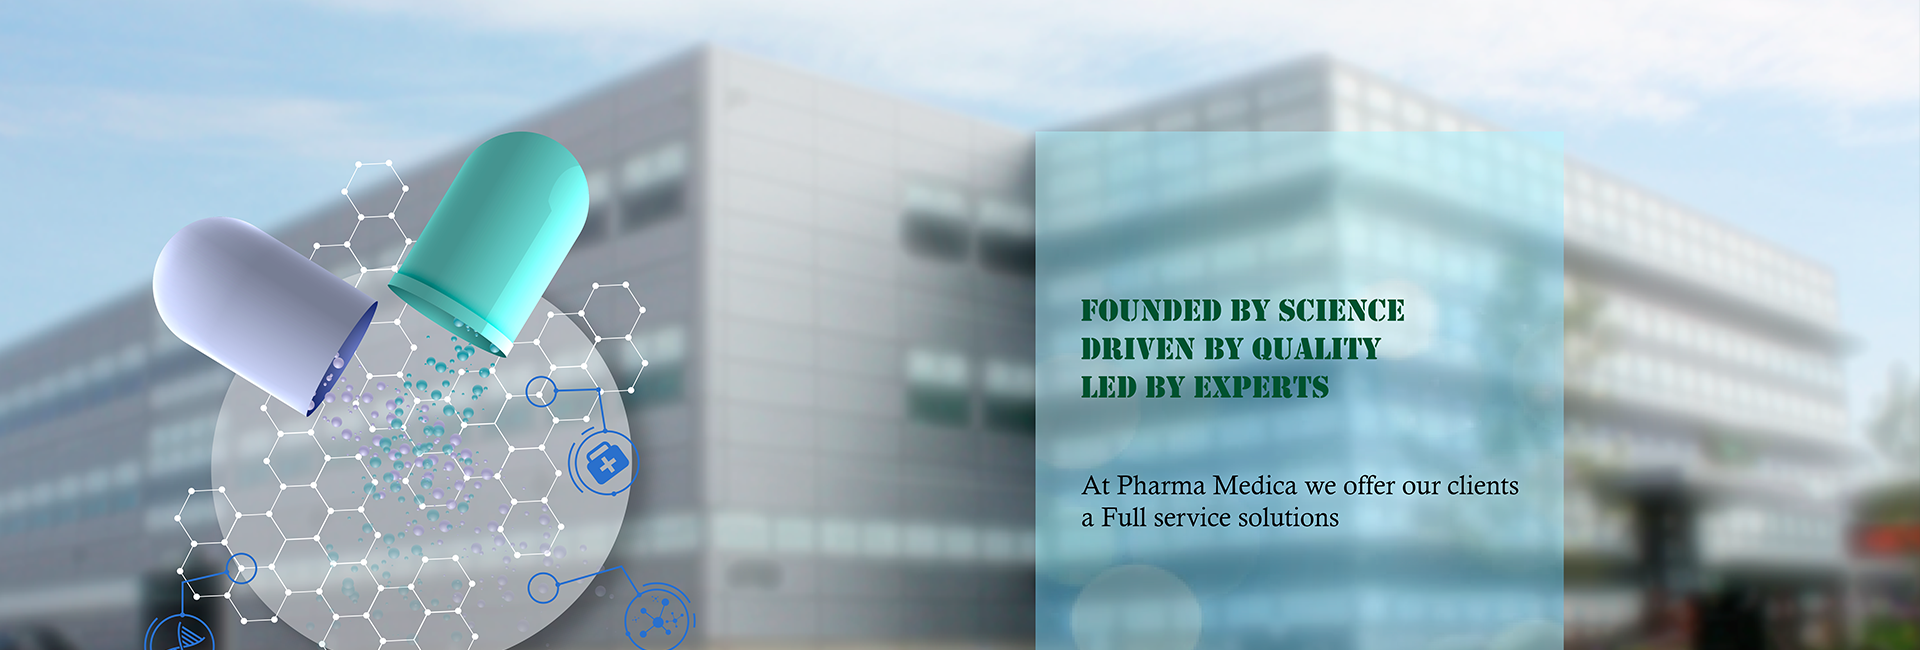 FOUNDED BY SCIENCE
DRIVEN BY QUALITY
LED BY EXPERTS
At Pharma Medica we offer our clients
a Full service solutions